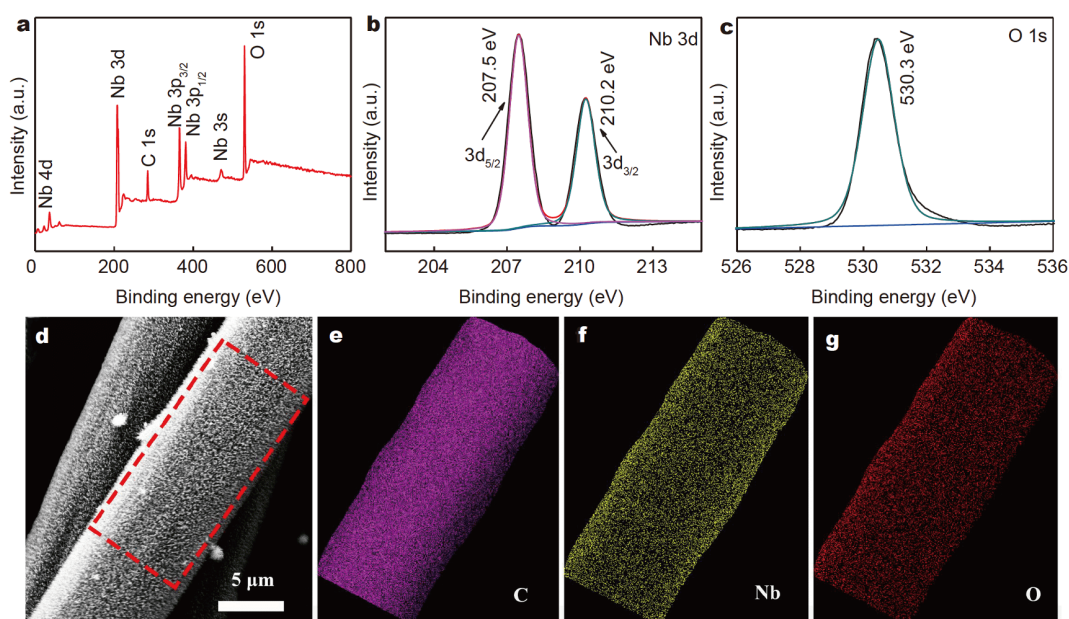 a
Intensity (a.u.)
Nb 4d
Nb 3d
C 1s
Nb 3p3/2
Nb 3p1/2
Nb 3s
O 1s
0 200 400 600 800
Binding energy (eV)
b
Nb 3d
Intensity (a.u.)
207.5 eV
210.2 eV
3d5/2
3d3/2
204 207 210 213
Binding energy (eV)
c
O 1s
Intensity (a.u.)
530.3 eV
526 528 530 532 534 536
Binding energy (eV)
d
5 μm
e
C
f
Nb
g
O